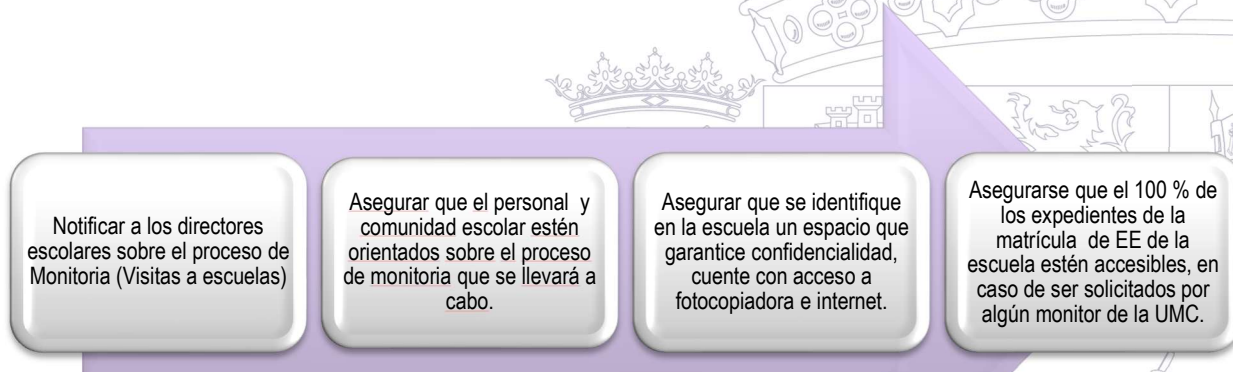 Notificar a los directores
escolares sobre el proceso de
Monitoria (Visitas a escuelas)
Asegurar que el personal y
comunidad escolar estén
orientados sobre el proceso
de monitoria que se llevará a
cabo.
Asegurar que se identifique
en la escuela un espacio que
garantice confidencialidad,
cuente con acceso a
fotocopiadora e internet.
Asegurarse que el 100 % de
los expedientes de la
matrícula de EE de la
escuela estén accesibles, en
caso de ser solicitados por
algún monitor de la UMC.